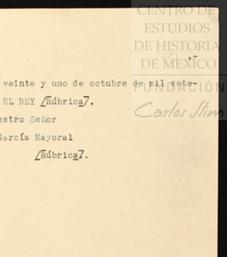 CENTRO DE
ESTUDIOS
DE HISTORIA
DE MÉXICO
FUNDACIÓN
Carlos Slim
veinte y uno de octubre de mil sete-
EL REY [Rúbrica].
estro Señor
García Mayoral
[Rúbrica].